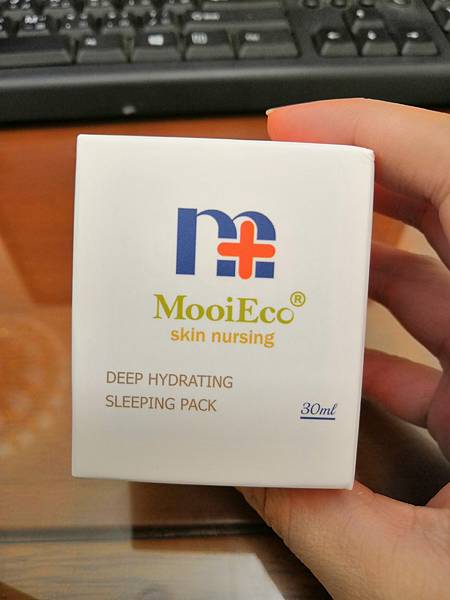 m
MooiEco®
skin nursing
DEEP HYDRATING
SLEEPING PACK
30ml